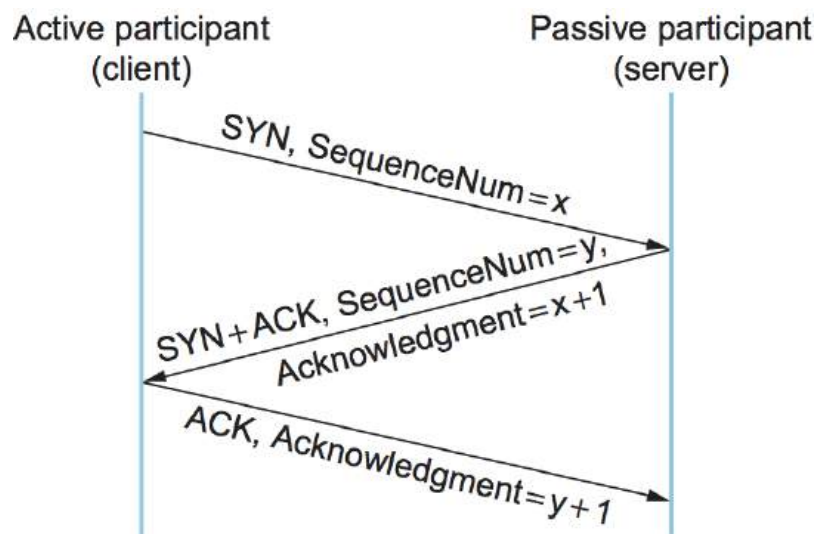 Active participant
(client)
Passive participant
(server)
SYN, SequenceNum=x
SYN+ACK, SequenceNum=y,
Acknowledgment=x+1
ACK, Acknowledgment=y+1